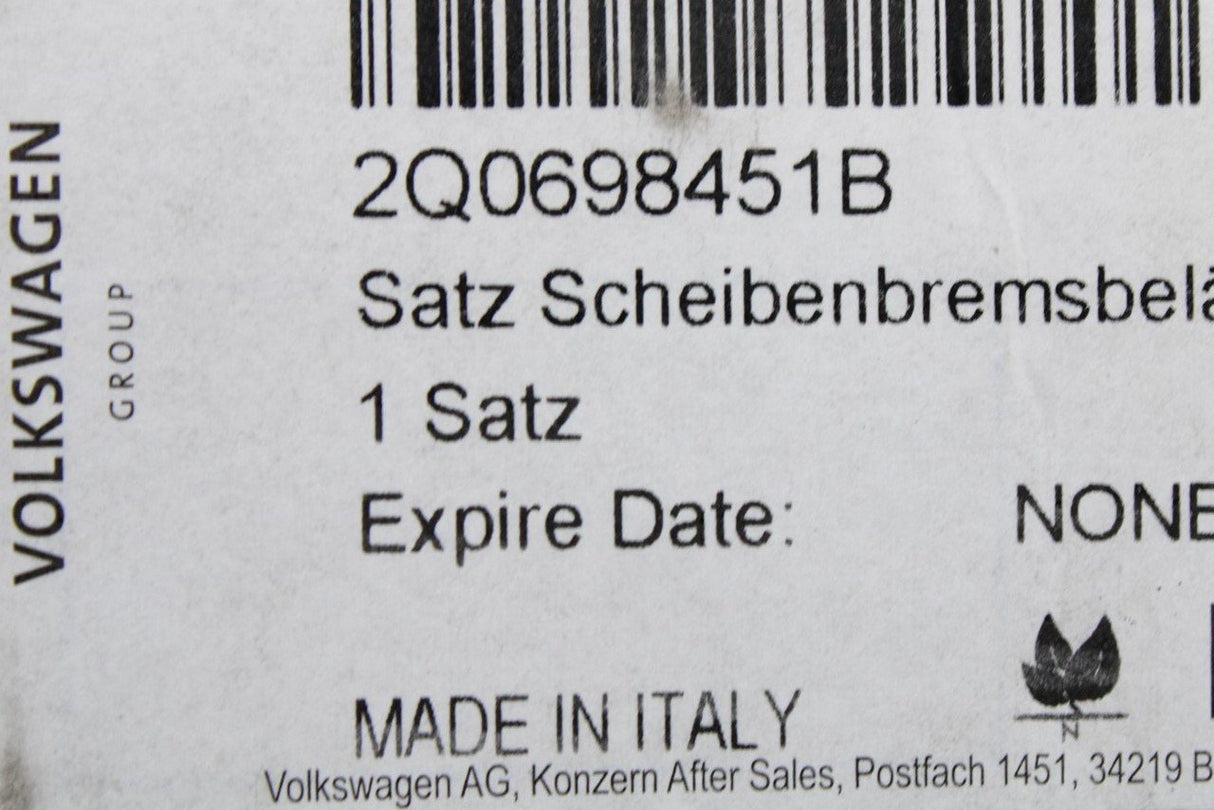 VOLKSWAGEN
GROUP
2Q0698451B
Satz Scheibenbremsbelä
1 Satz
Expire Date: NONE
MADE IN ITALY
Volkswagen AG, Konzern After Sales, Postfach 1451, 34219 B